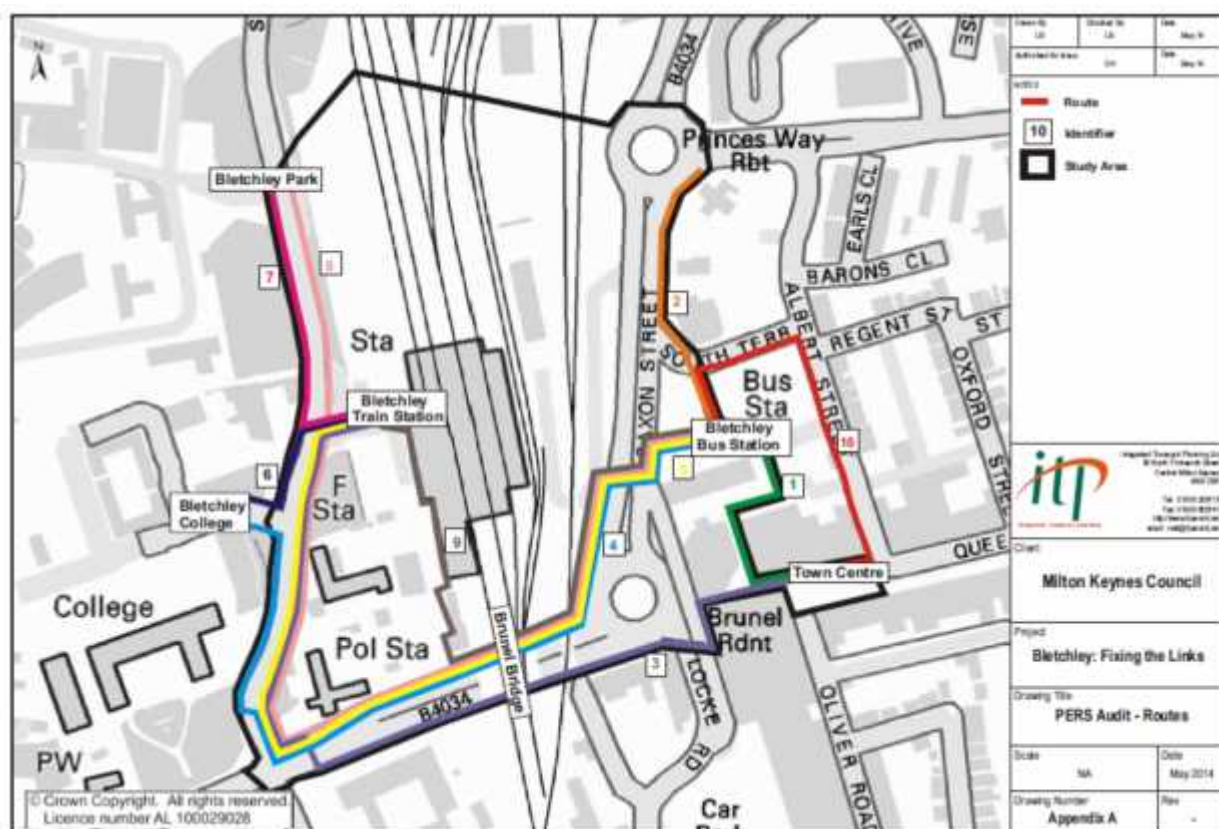 N
S
B4034
Princes Way
Rbt
EARLS CL
BARONS CL
ALBERT STREET
REGENT ST
ST
OXFORD
STREE
SOUTH TERR
SAXON STREET
Bletchley Park
7
8
2
Sta
Bus
Sta
Bletchley
Train Station
Bletchley
Bus Station
10
5
1
6
F
Sta
Bletchley
College
9
4
QUEE
Town Centre
College
Pol Sta
Brunel Bridge
Brunel
Rdnt
3
B4034
LOCKE
RD
OLIVER ROAD
PW
Car
© Crown Copyright. All rights reserved.
Licence number AL 100029028
Route
10
Identifier
Study Area
itp
Client
Milton Keynes Council
Project
Bletchley: Fixing the Links
Drawing Title
PERS Audit - Routes
Scale
NA
Date
May 2014
Drawing Number
Appendix A
Rev
-